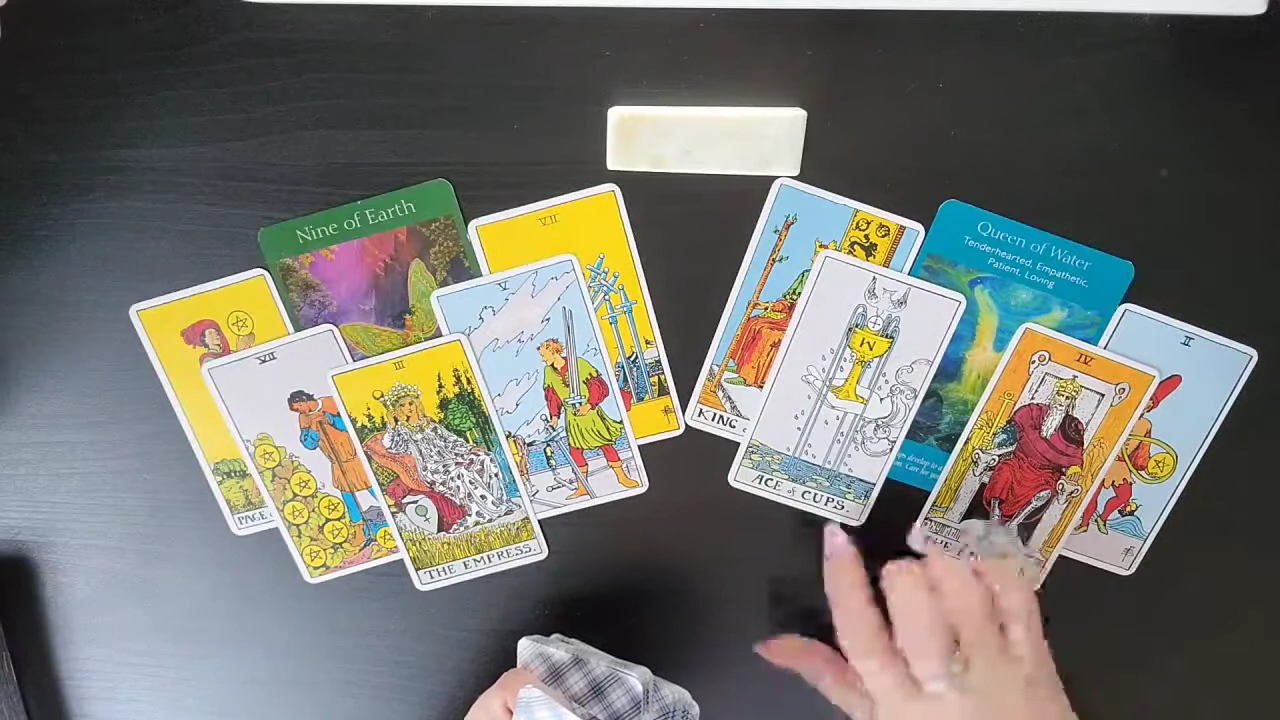 Nine of Earth
VII
Queen of Water
Tenderhearted, Empathetic,
Patient, Loving
II
V
VII
III
IV
PAGE
KING
ACE of CUPS.
THE EMPRESS.